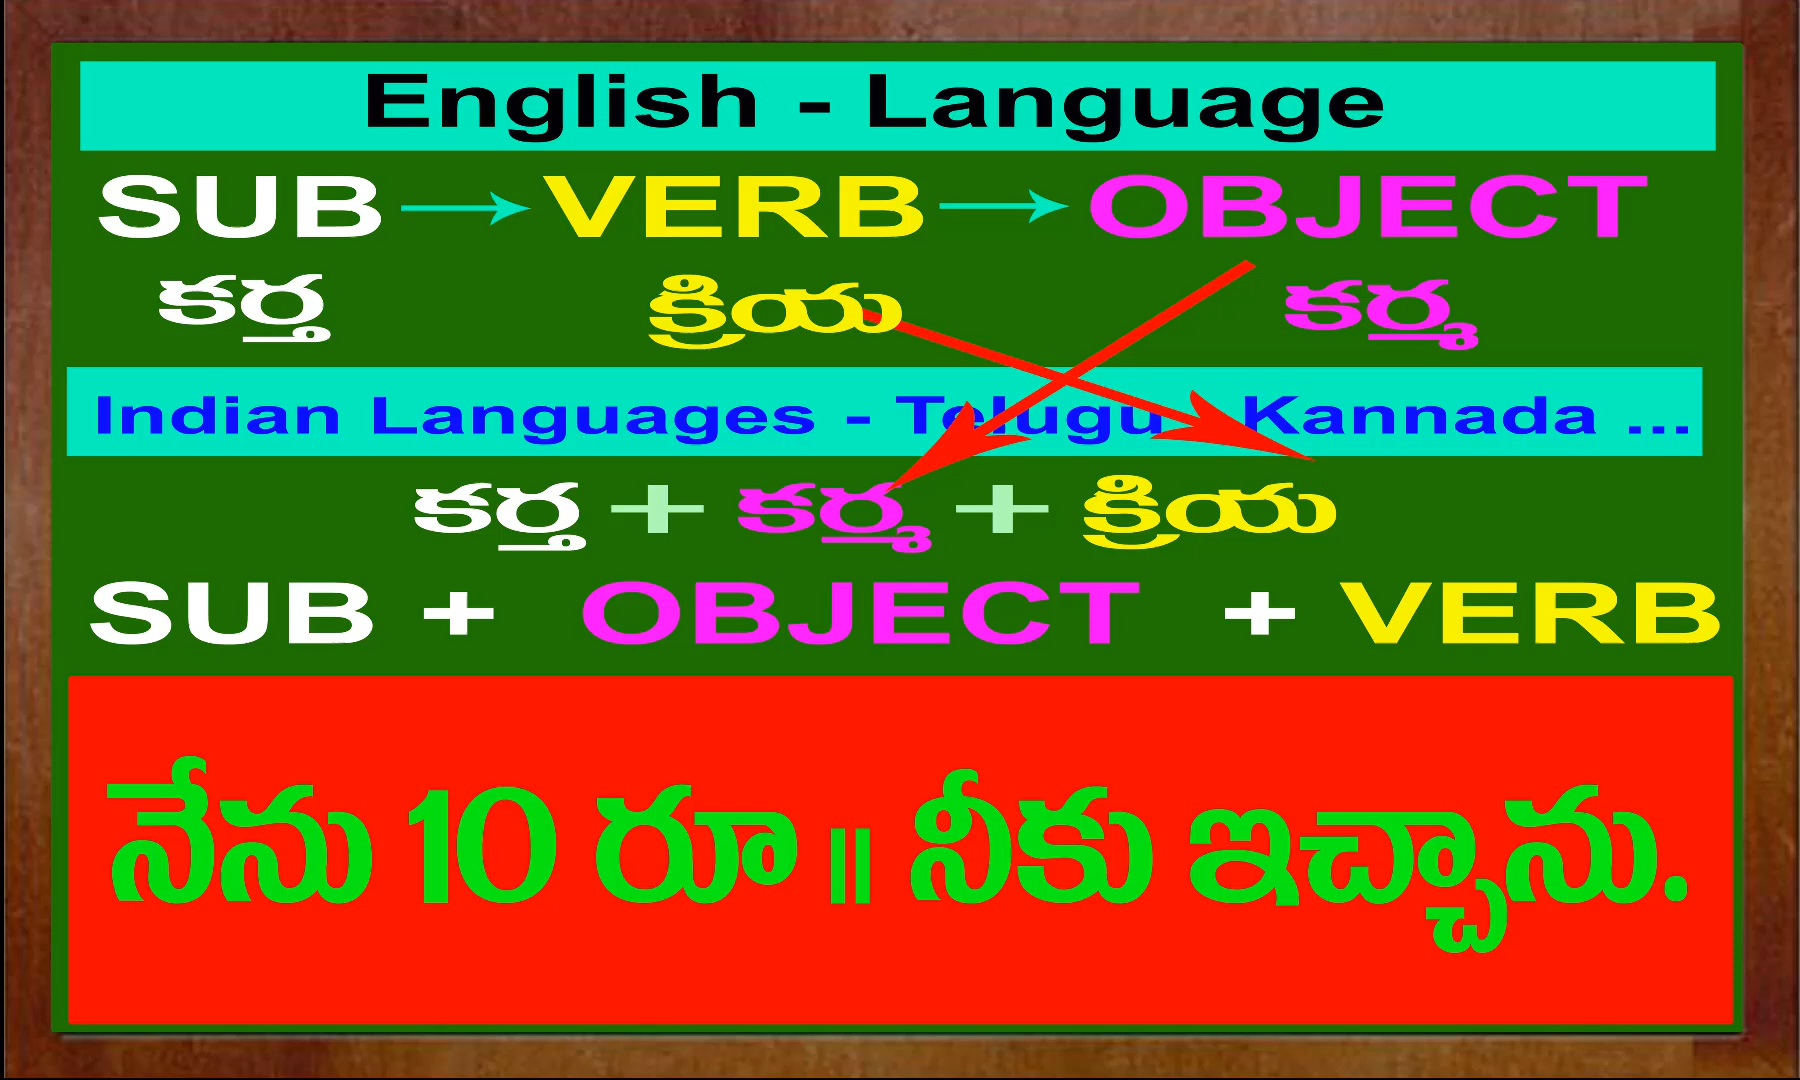 English - Language
SUB → VERB → OBJECT
కర్త క్రియ కర్మ
Indian Languages - Telugu - Kannada ...
కర్త + కర్మ + క్రియ
SUB + OBJECT + VERB
నేను 10 రూ॥ నీకు ఇచ్చాను.